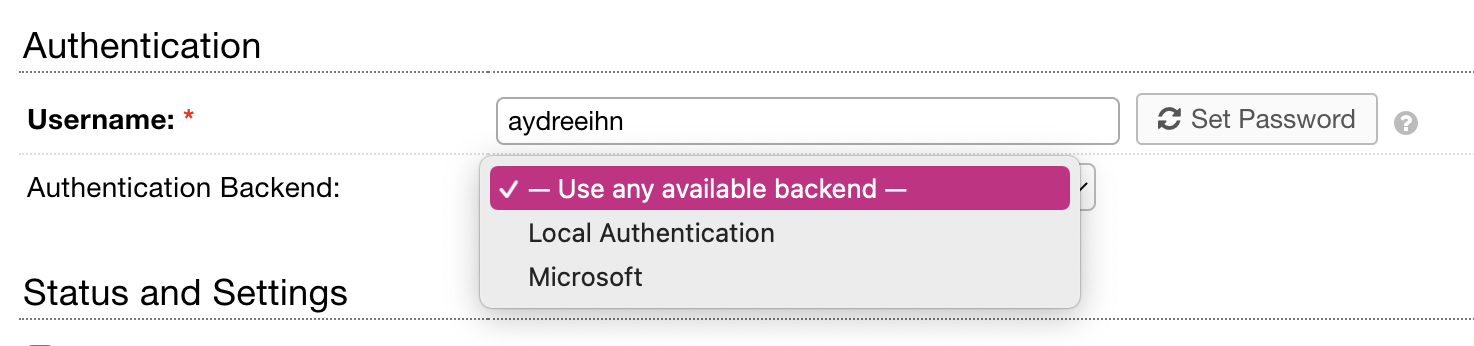 Authentication
Username: * aydreeihn Set Password ?
Authentication Backend: ✓ — Use any available backend —
Local Authentication
Microsoft
Status and Settings